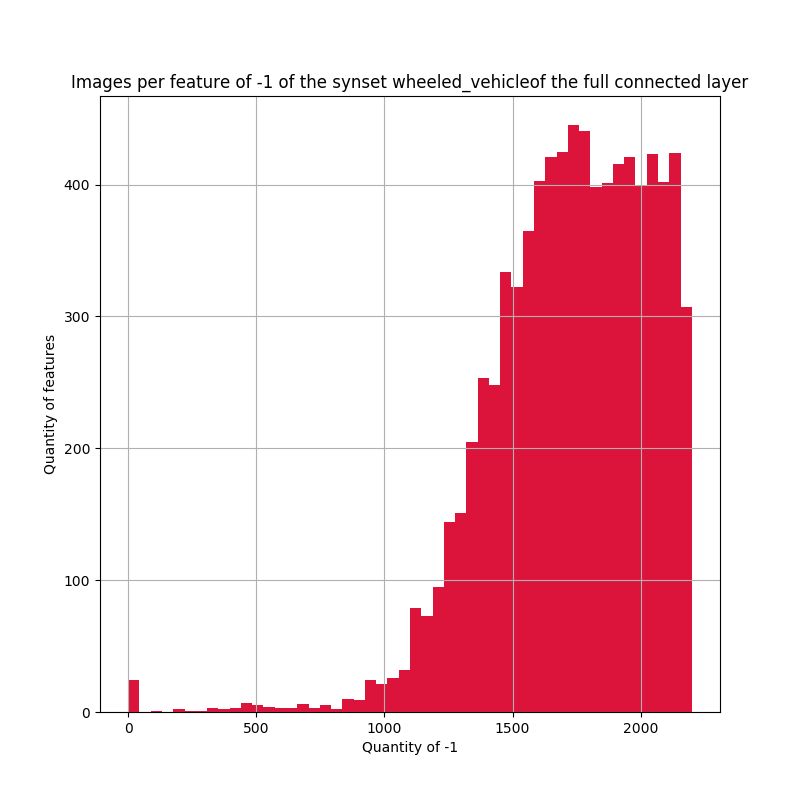 Images per feature of -1 of the synset wheeled_vehicleof the full connected layer
Quantity of features
400
300
200
100
0
0 500 1000 1500 2000
Quantity of -1